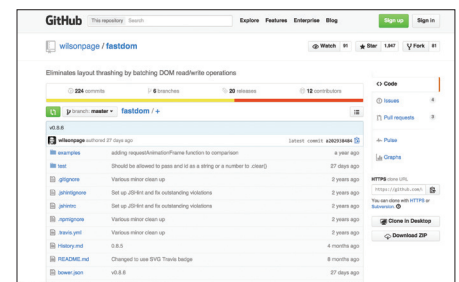 GitHub This repository Search Explore Features Enterprise Blog Sign up Sign in
wilsonpage / fastdom Watch 91 Star 1,947 Fork 81
Eliminates layout thrashing by batching DOM read/write operations
224 commits 6 branches 20 releases 12 contributors
branch: master fastdom / +
v0.8.6
wilsonpage authored 27 days ago latest commit
examples adding requestAnimationFrame function to comparison a year ago
test Should be allowed to pass and id as a string or a number to .clear() 27 days ago
.gitignore Various minor clean up 2 years ago
.jshintignore Set up JSHint and fix outstanding violations 2 years ago
.jshintrc Set up JSHint and fix outstanding violations 2 years ago
.npmignore Various minor clean up 2 years ago
.travis.yml Various minor clean up 2 years ago
History.md 0.8.5 4 months ago
README.md Changed to use SVG Travis badge 6 months ago
bower.json v0.8.6 27 days ago
Code
Issues 4
Pull requests 3
Pulse
Graphs
HTTPS clone URL
https://github.com/
You can clone with HTTPS or
Subversion.
Clone in Desktop
Download ZIP